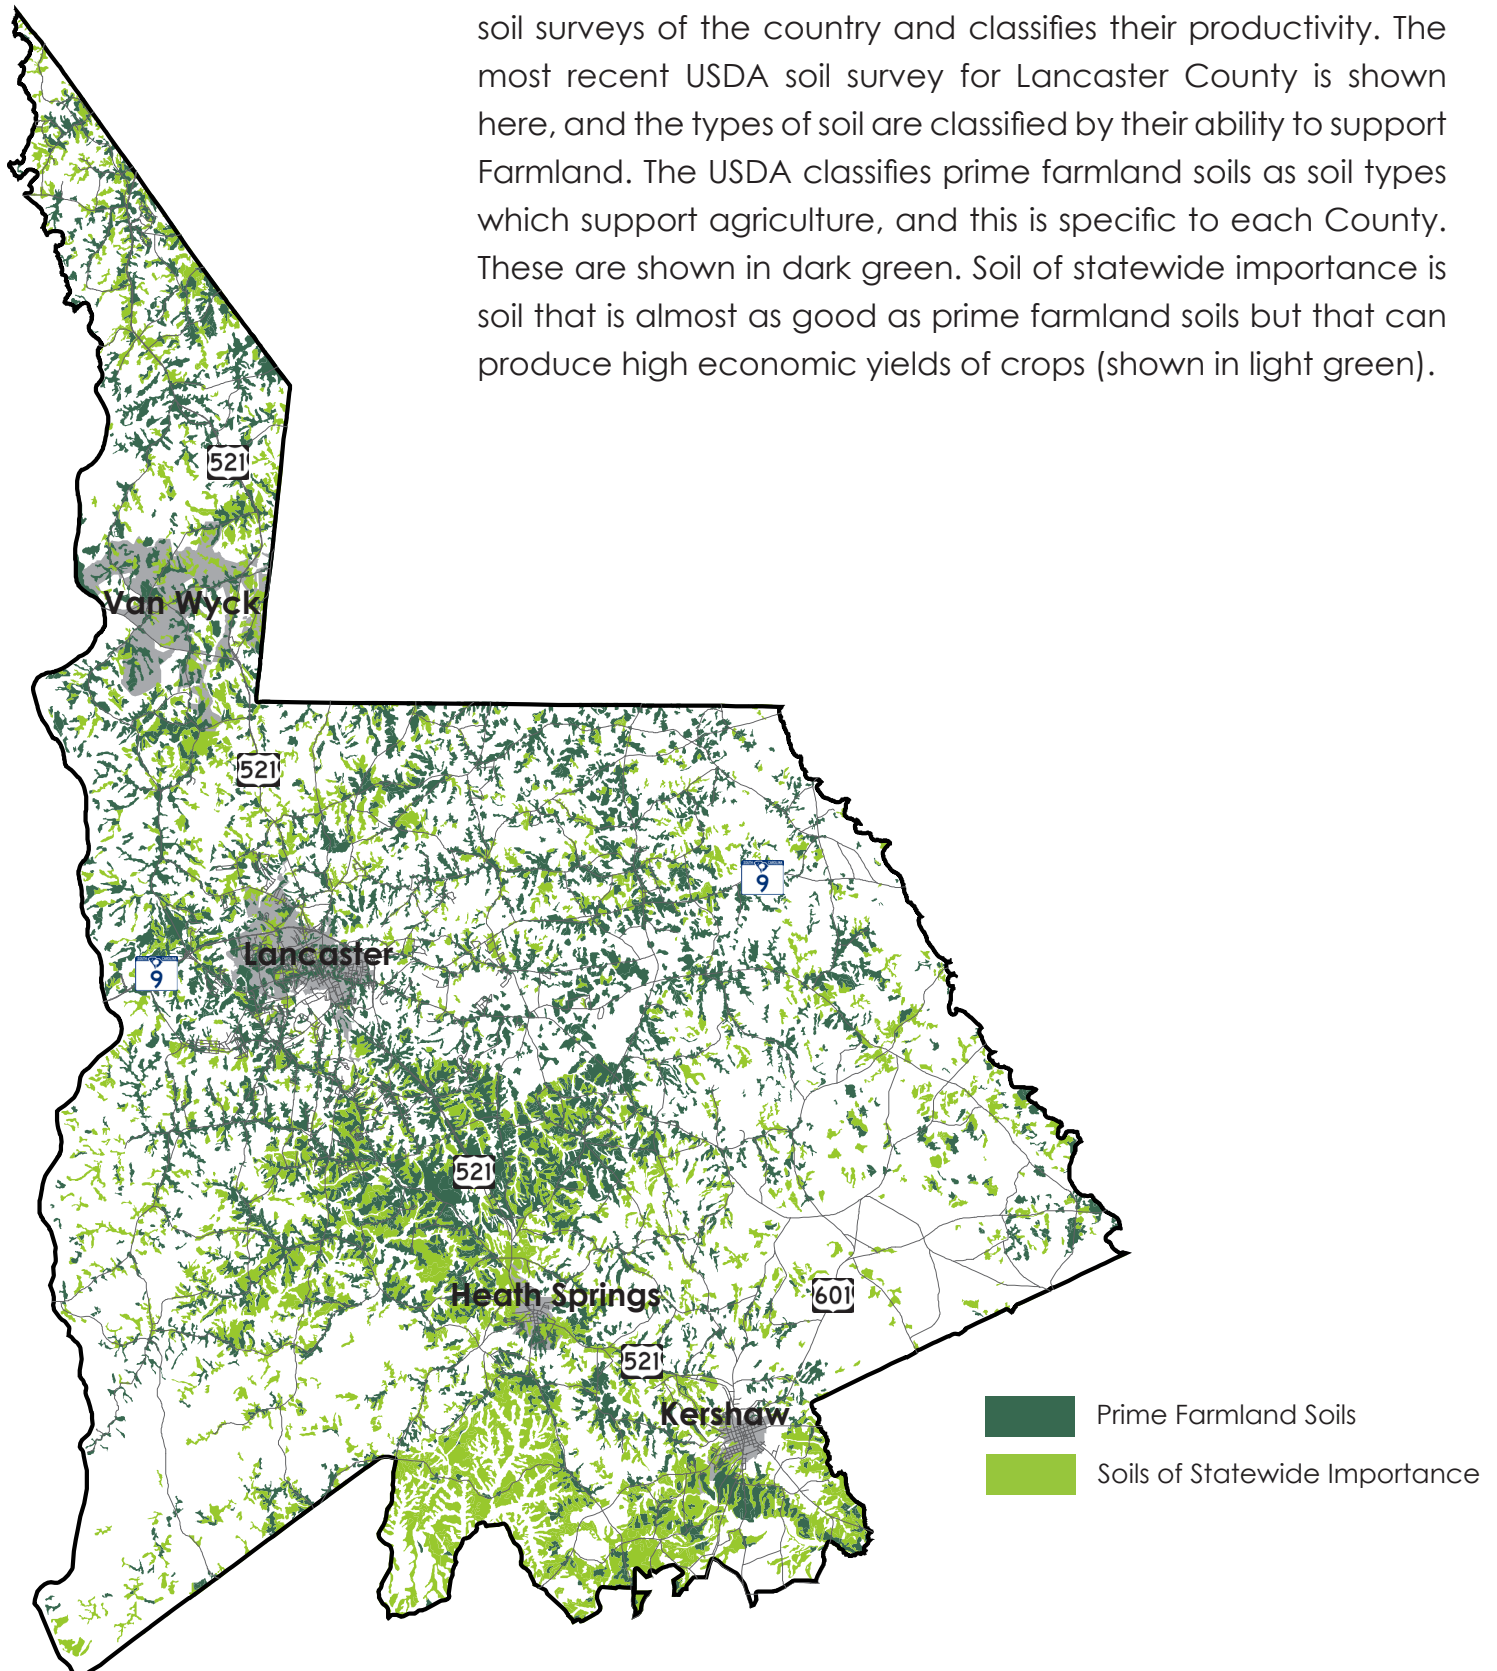 soil surveys of the country and classifies their productivity. The
most recent USDA soil survey for Lancaster County is shown
here, and the types of soil are classified by their ability to support
Farmland. The USDA classifies prime farmland soils as soil types
which support agriculture, and this is specific to each County.
These are shown in dark green. Soil of statewide importance is
soil that is almost as good as prime farmland soils but that can
produce high economic yields of crops (shown in light green).
521
Van Wyck
521
9
Lancaster
9
521
Heath Springs
601
521
Kershaw
Prime Farmland Soils
Soils of Statewide Importance